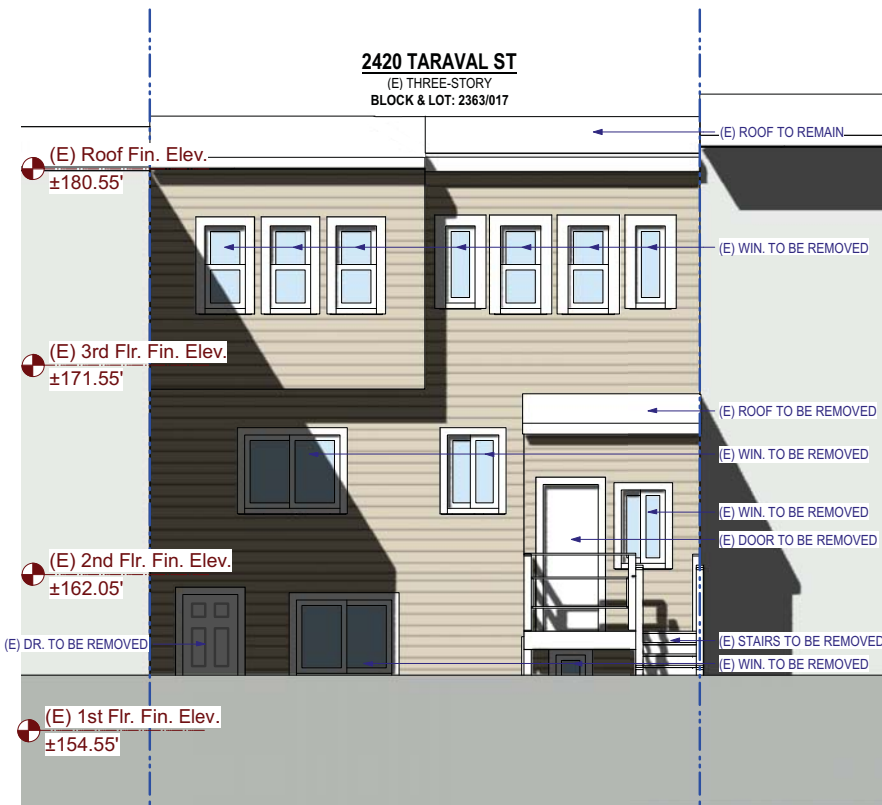 2420 TARAVAL ST
(E) THREE-STORY
BLOCK & LOT: 2363/017
(E) ROOF TO REMAIN
(E) Roof Fin. Elev.
±180.55'
(E) WIN. TO BE REMOVED
(E) 3rd Flr. Fin. Elev.
±171.55'
(E) ROOF TO BE REMOVED
(E) WIN. TO BE REMOVED
(E) WIN. TO BE REMOVED
(E) DOOR TO BE REMOVED
(E) 2nd Flr. Fin. Elev.
±162.05'
(E) DR. TO BE REMOVED
(E) STAIRS TO BE REMOVED
(E) WIN. TO BE REMOVED
(E) 1st Flr. Fin. Elev.
±154.55'